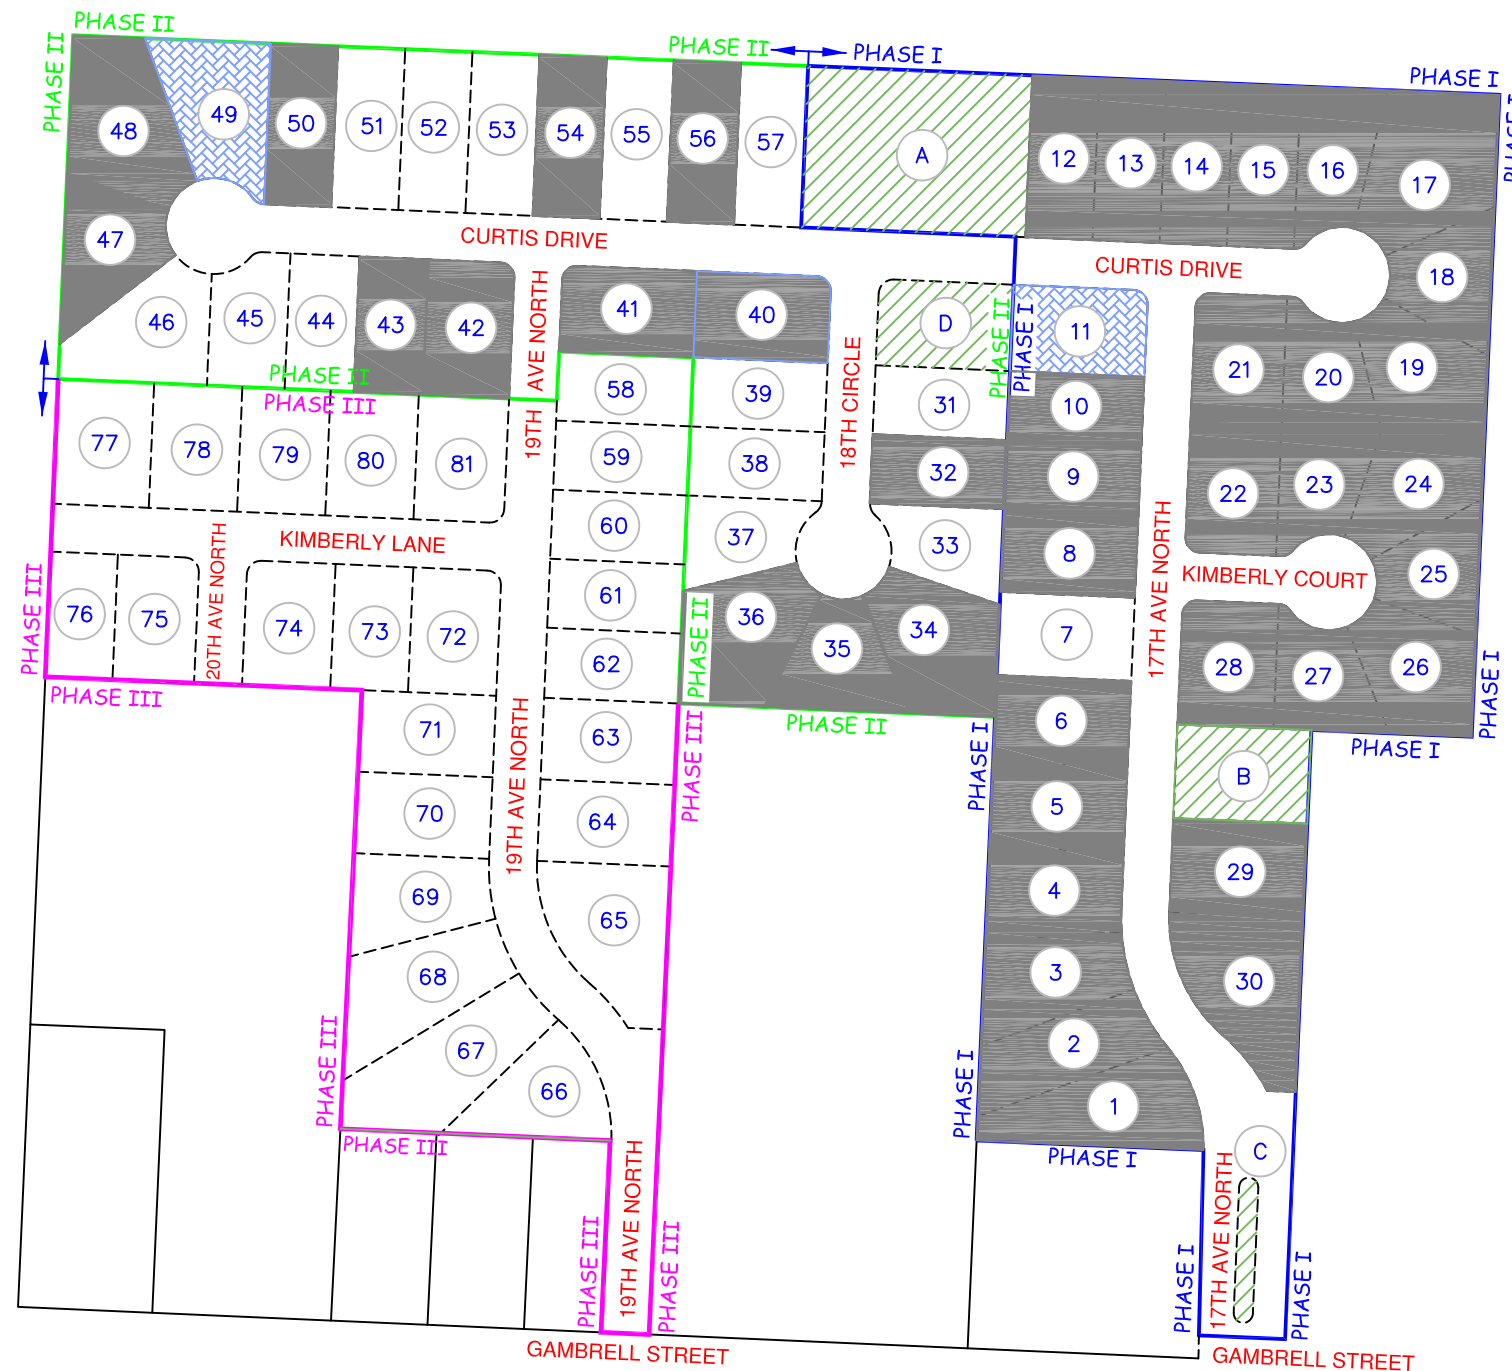 PHASE II
PHASE II
PHASE II
PHASE I
PHASE I
PHASE I
48
49
50
51
52
53
54
55
56
57
A
12
13
14
15
16
17
47
CURTIS DRIVE
CURTIS DRIVE
18
46
45
44
43
42
19TH AVE NORTH
41
40
18TH CIRCLE
D
PHASE II
PHASE I
11
21
20
19
PHASE II
PHASE III
58
39
31
10
77
78
79
80
81
59
38
32
9
22
23
24
60
37
33
8
17TH AVE NORTH
KIMBERLY LANE
20TH AVE NORTH
KIMBERLY COURT
25
PHASE III
76
75
74
73
72
61
36
35
34
7
62
PHASE II
28
27
26
PHASE I
PHASE III
PHASE II
PHASE I
71
19TH AVE NORTH
63
PHASE III
PHASE I
6
B
70
64
5
69
65
4
29
68
3
30
67
2
66
1
PHASE III
PHASE III
PHASE I
PHASE I
C
PHASE III
19TH AVE NORTH
PHASE III
PHASE I
17TH AVE NORTH
PHASE I
GAMBRELL STREET
GAMBRELL STREET